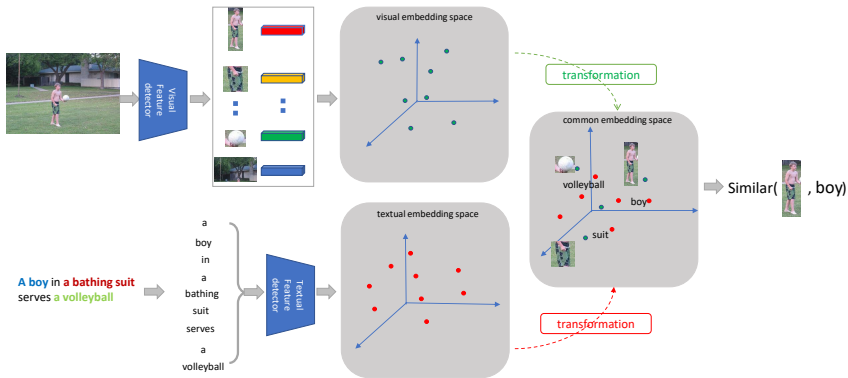 visual embedding space
Visual
Feature
detector
transformation
common embedding space
volleyball
boy
suit
Similar( , boy)
textual embedding space
a
boy
in
a
bathing
suit
serves
a
volleyball
A boy in a bathing suit
serves a volleyball
Textual
Feature
detector
transformation